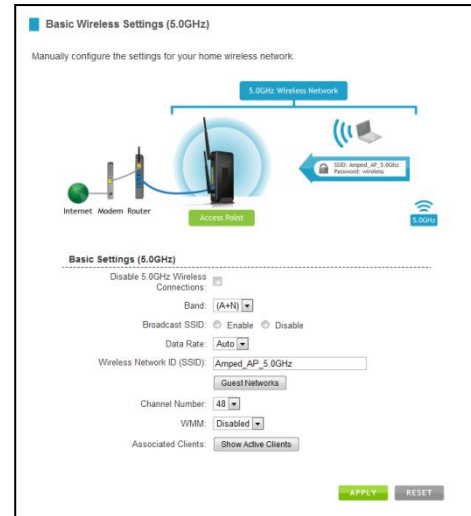 Basic Wireless Settings (5.0GHz)
Manually configure the settings for your home wireless network.
5.0GHz Wireless Network
SSID: Amped_AP_5.0Ghz
Password: wireless
Internet Modem Router
Access Point
5.0GHz
Basic Settings (5.0GHz)
Disable 5.0GHz Wireless
Connections:
Band: (A+N)
Broadcast SSID: Enable Disable
Data Rate: Auto
Wireless Network ID (SSID): Amped_AP_5.0GHz
Guest Networks
Channel Number: 48
WMM: Disabled
Associated Clients: Show Active Clients
APPLY RESET